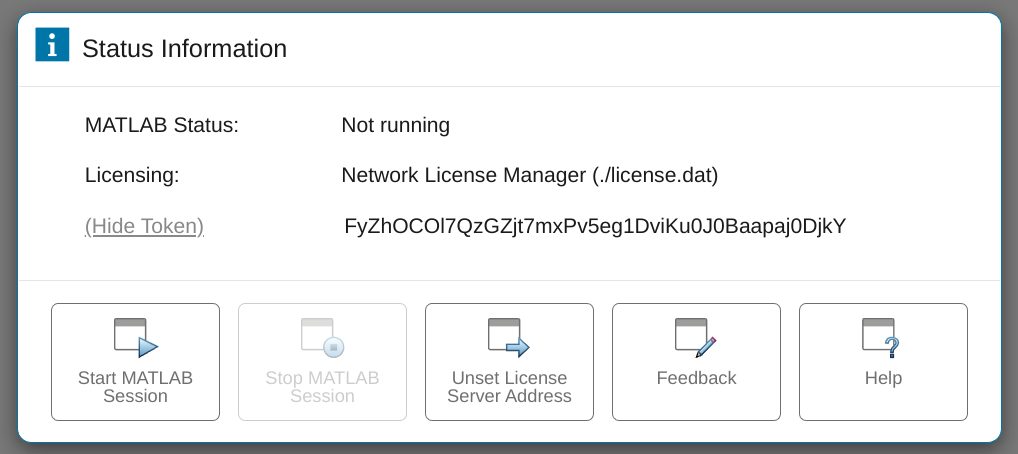 Status Information
MATLAB Status: Not running
Licensing: Network License Manager (./license.dat)
(Hide Token) FyZhOCOl7QzGZjt7mxPv5eg1DviKu0J0Baapaj0DjkY
Start MATLAB Session
Stop MATLAB Session
Unset License Server Address
Feedback
Help